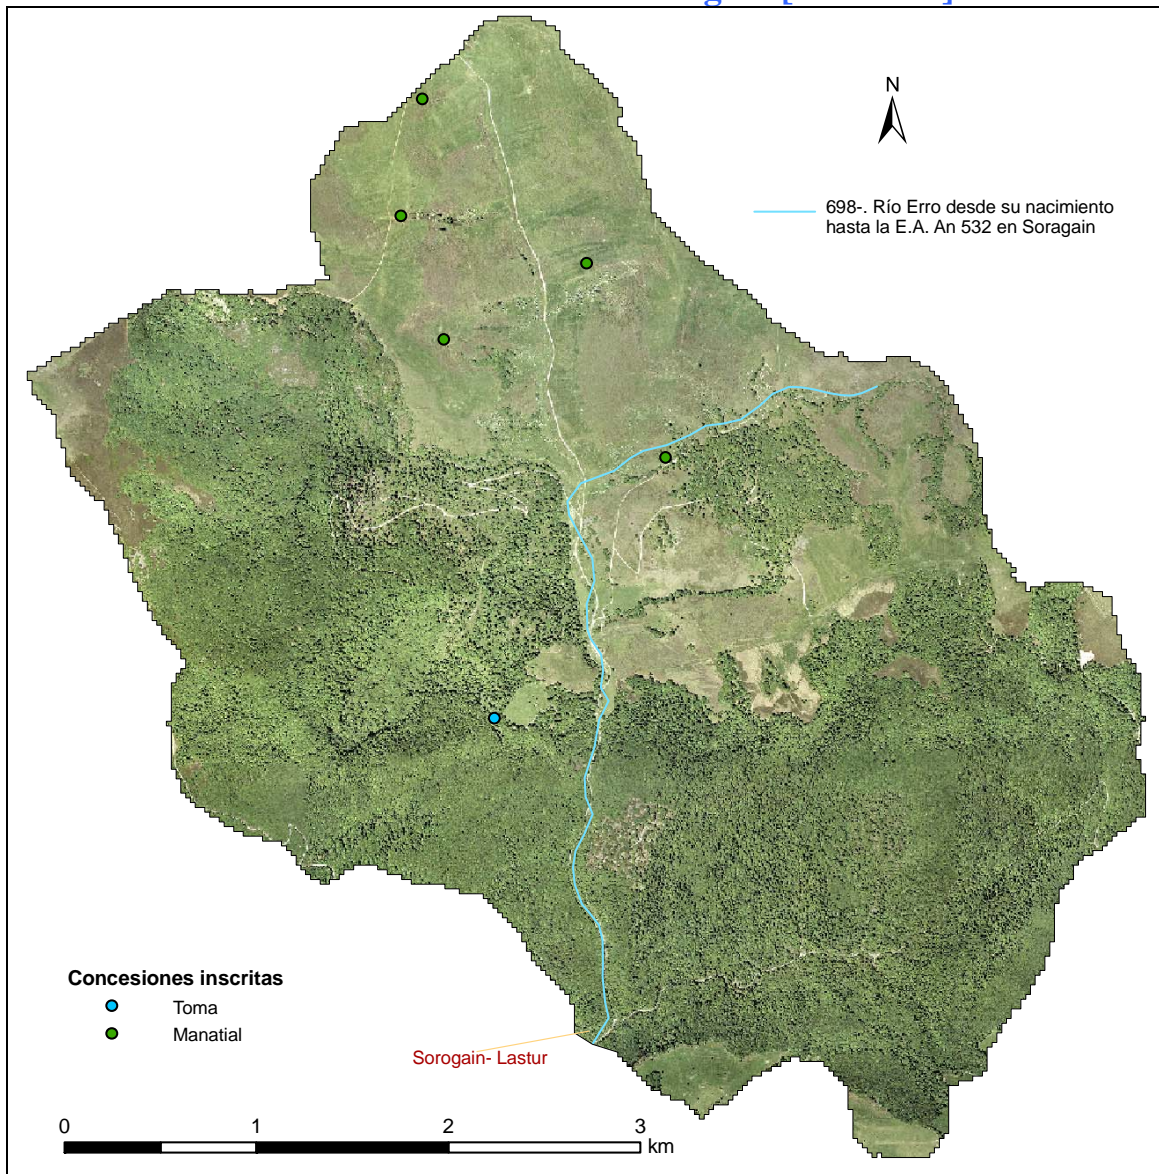 N
698-. Río Erro desde su nacimiento
hasta la E.A. An 532 en Soragain
Concesiones inscritas
Toma
Manatial
Sorogain- Lastur
0 1 2 3
km